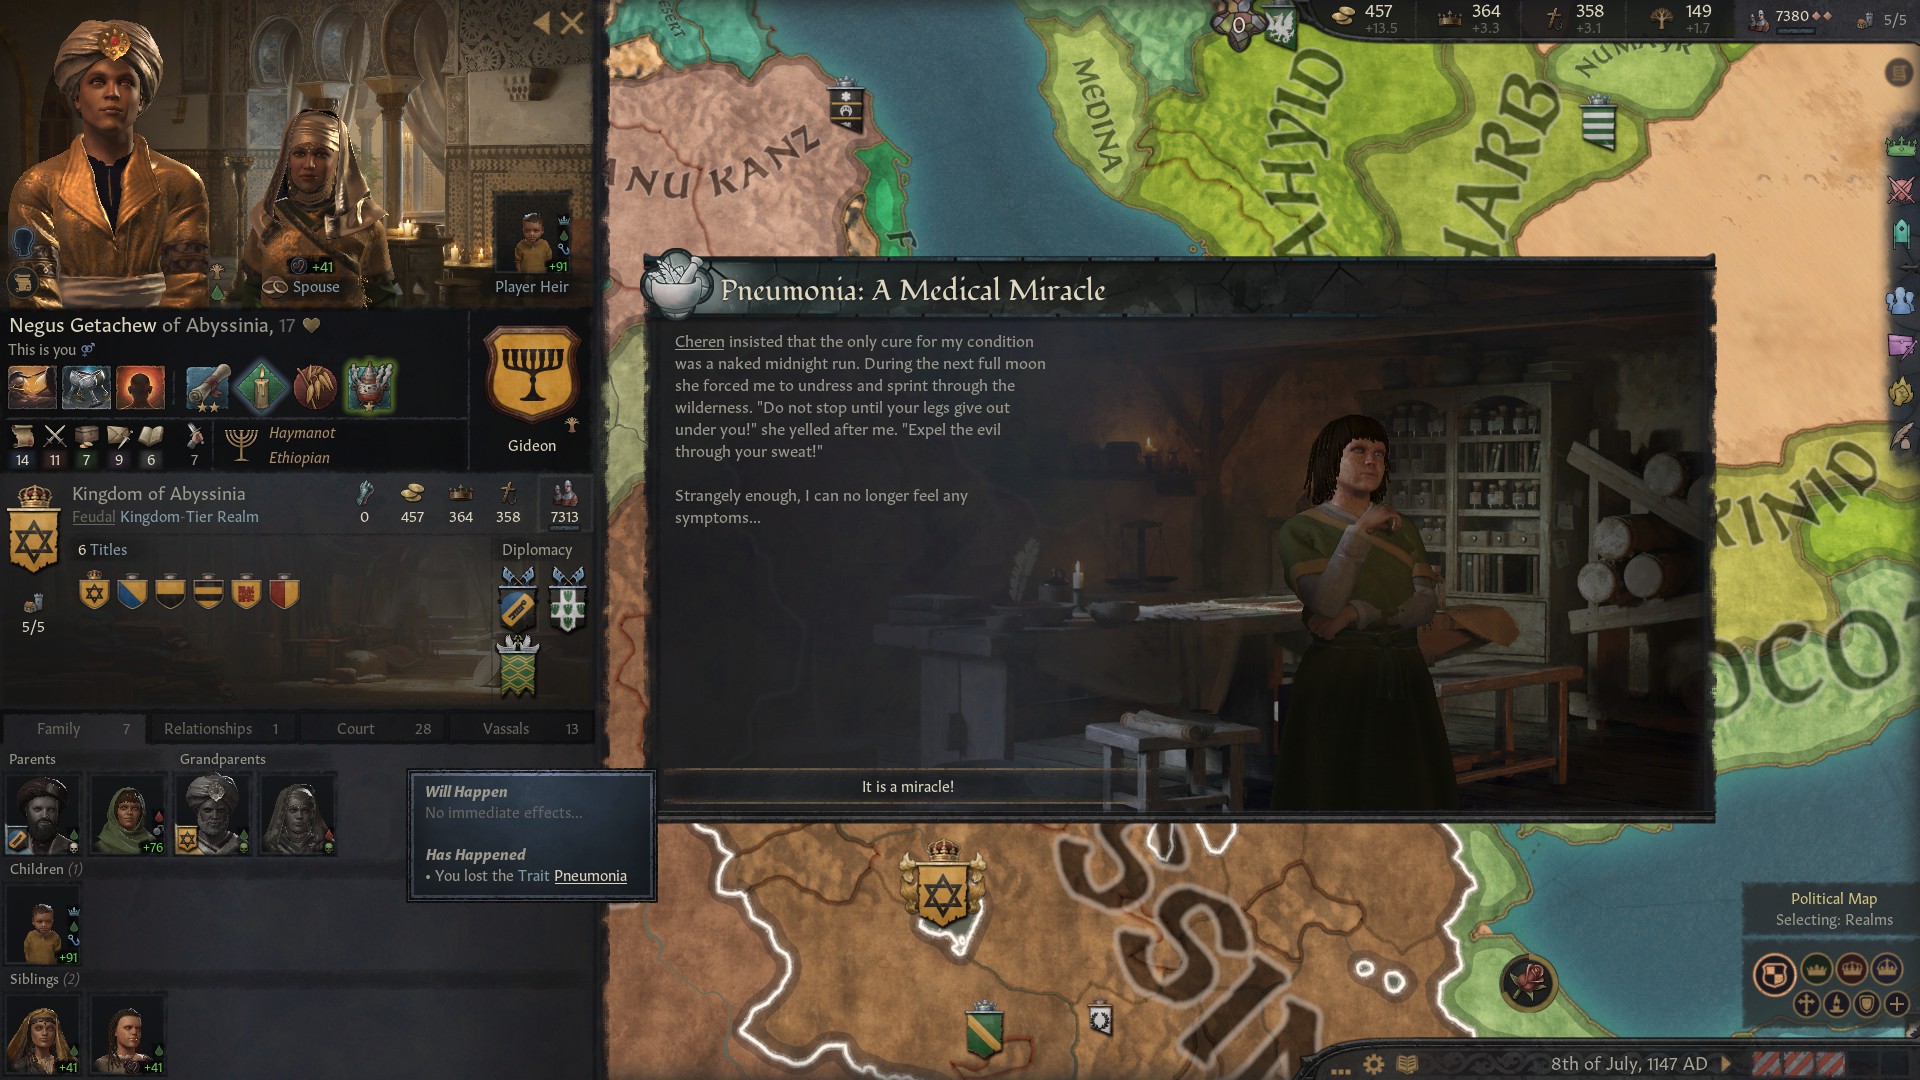 457
+13.5
364
+3.3
358
+3.1
149
+1.7
7380
5/5
0
+41
Spouse
+91
Player Heir
Negus Getachew of Abyssinia, 17
This is you
Gideon
14
11
7
9
6
7
Haymanot
Ethiopian
Kingdom of Abyssinia
Feudal Kingdom-Tier Realm
0
457
364
358
7313
6 Titles
Diplomacy
5/5
Family 7
Relationships 1
Court 28
Vassals 13
Parents
Grandparents
+76
Children (1)
+91
Siblings (2)
+41
+41
Pneumonia: A Medical Miracle
Cheren insisted that the only cure for my condition
was a naked midnight run. During the next full moon
she forced me to undress and sprint through the
wilderness. "Do not stop until your legs give out
under you!" she yelled after me. "Expel the evil
through your sweat!"
Strangely enough, I can no longer feel any
symptoms...
It is a miracle!
Will Happen
No immediate effects...
Has Happened
• You lost the Trait Pneumonia
MEDINA
NU KANZ
AHYID
HARB
KINID
OCO
SSIN
Political Map
Selecting: Realms
8th of July, 1147 AD